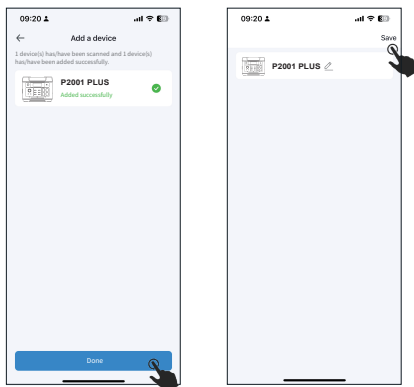 09:20
Add a device
1 device(s) has/have been scanned and 1 device(s)
has/have been added successfully.
P2001 PLUS
Added successfully
Done
09:20
Save
P2001 PLUS